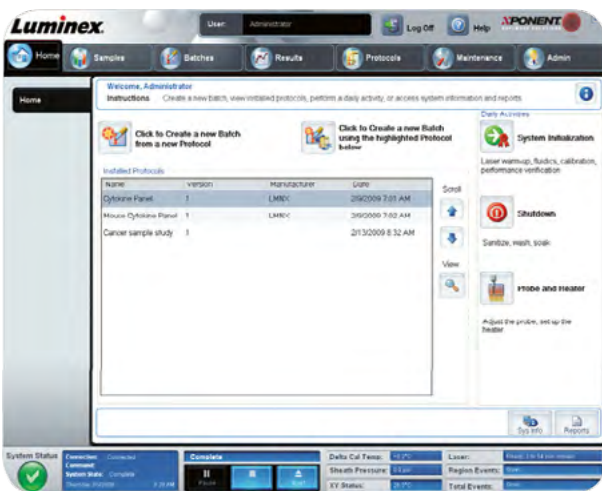 Luminex.
User: Administrator
Log Off
Help
XPONENT
Home
Samples
Batches
Results
Protocols
Maintenance
Admin
Home
Welcome, Administrator
Instructions Create a new batch, view installed protocols, perform a daily activity, or access system information and reports.
Click to Create a new Batch
from a new Protocol
Click to Create a new Batch
using the highlighted Protocol
below
Installed Protocols
Name Version Manufacturer Date
Cytokine Panel 1 LMNX 2/9/2009 7:01 AM
Mouse Cytokine Panel 1 LMNX 2/9/2009 7:02 AM
Cancer sample study 1 2/13/2009 8:32 AM
Scroll
View
Daily Activities
System Initialization
Laser warm-up, fluidics, calibration,
performance verification
Shutdown
Sanitize, wash, soak
Probe and Heater
Adjust the probe, set up the
heater
Sys Info
Reports
System Status
Connection: Connected
Command:
System State: Complete
Complete
Pause
Eject
Delta Cal Temp:
Sheath Pressure:
XY Status:
Laser:
Region Events:
Total Events: